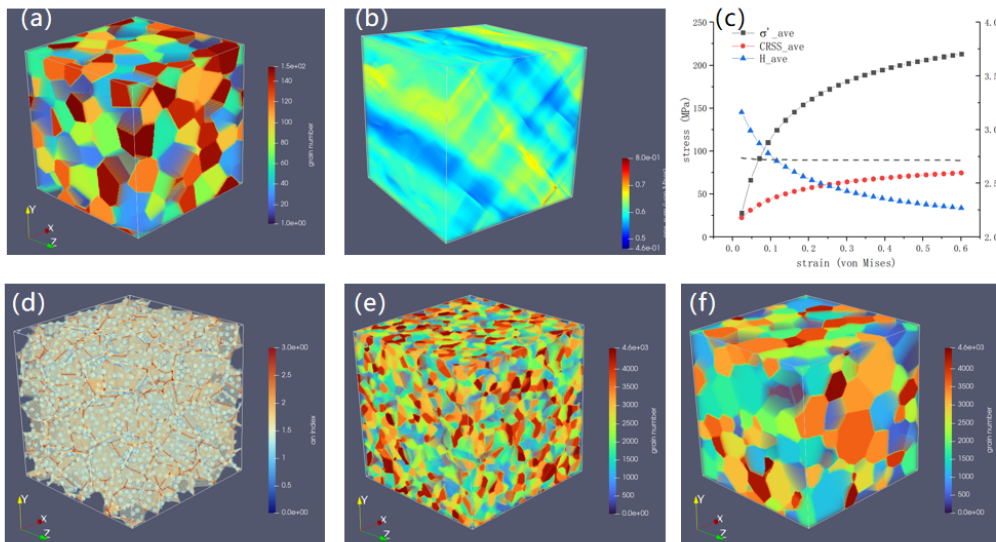 (a)
1.5e+02
140
120
100
80
60
40
20
1.0e+00
grain number
Y
X
Z
(b)
8.0e-01
0.7
0.6
0.5
4.6e-01
(c)
250
200
150
100
50
0
stress (MPa)
σ'_ave
CRSS_ave
H_ave
4.0
3.5
3.0
2.5
2.0
0.0 0.1 0.2 0.3 0.4 0.5 0.6
strain (von Mises)
(d)
3.0e+00
2.5
2
1.5
1
0.5
0.0e+00
an index
Y
X
Z
(e)
4.6e+03
4000
3500
3000
2500
2000
1500
1000
500
0.0e+00
grain number
Y
X
Z
(f)
4.6e+03
4000
3500
3000
2500
2000
1500
1000
500
0.0e+00
grain number
Y
X
Z